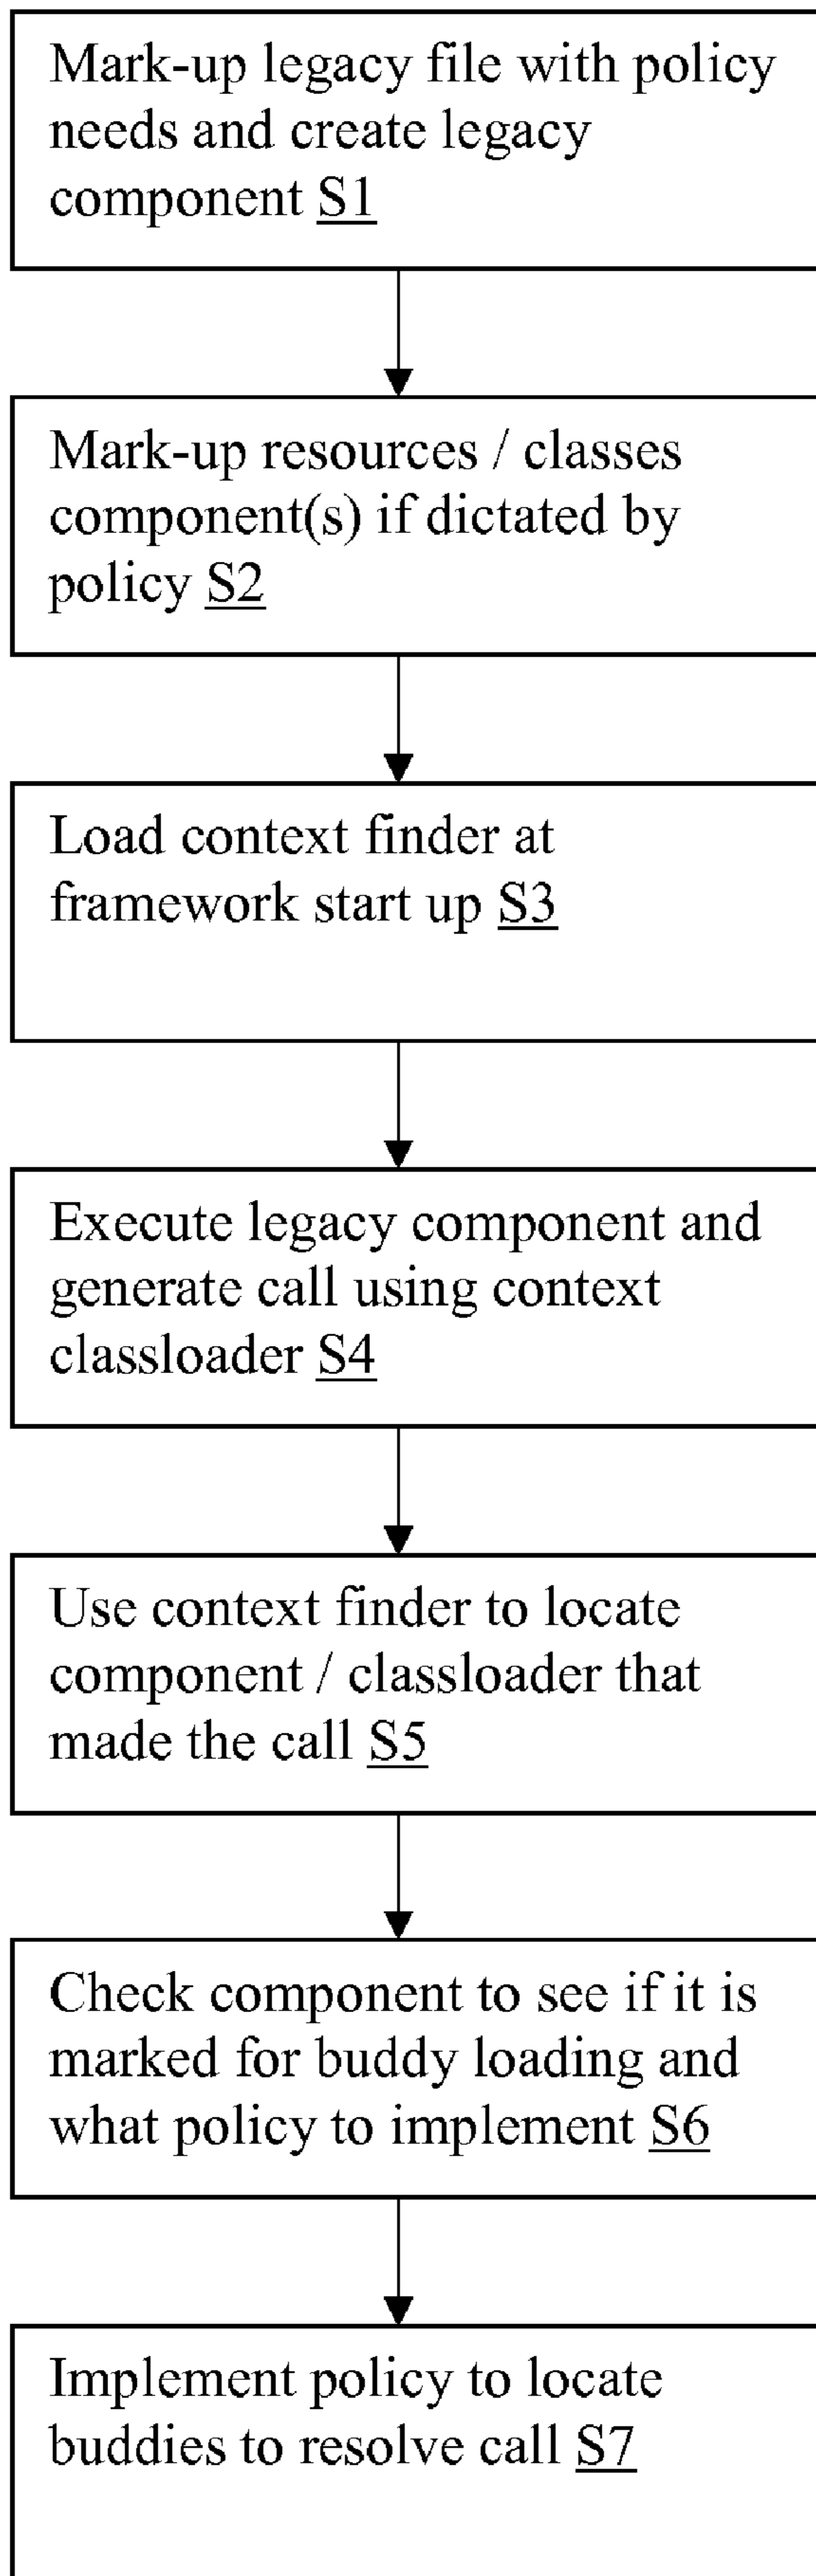 Mark-up legacy file with policy
needs and create legacy
component S1
Mark-up resources / classes
component(s) if dictated by
policy S2
Load context finder at
framework start up S3
Execute legacy component and
generate call using context
classloader S4
Use context finder to locate
component / classloader that
made the call S5
Check component to see if it is
marked for buddy loading and
what policy to implement S6
Implement policy to locate
buddies to resolve call S7